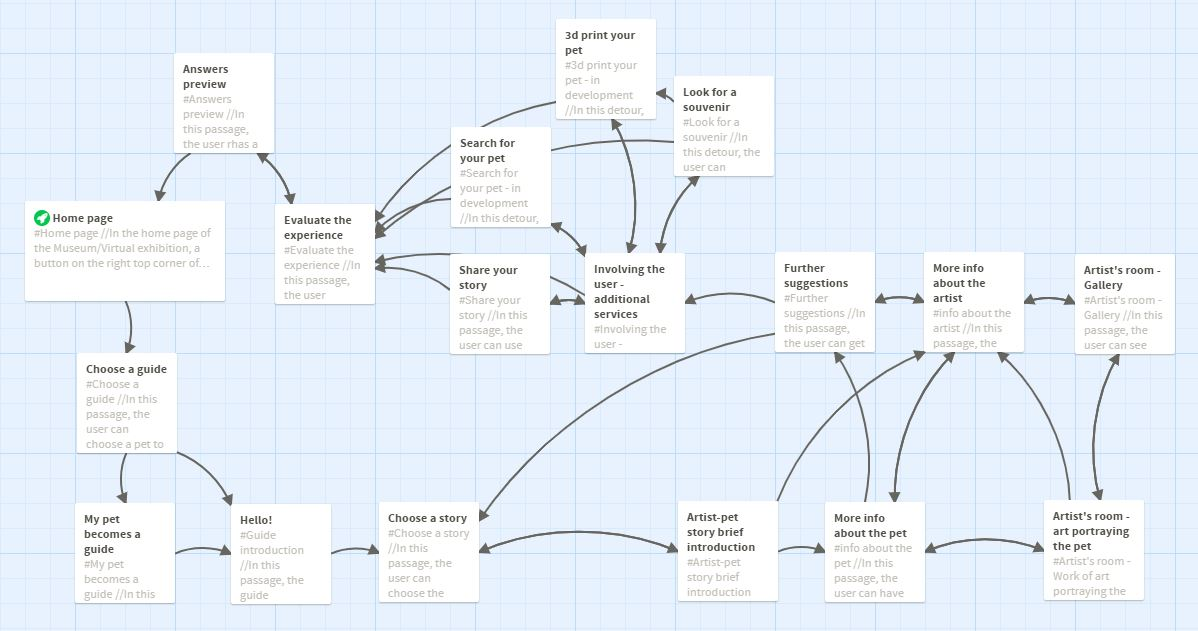 3d print your
pet
#3d print your
pet - in
development
//In this detour,
Answers
preview
#Answers
preview //In
this passage,
the user rhas a
Look for a
souvenir
#Look for a
souvenir //In
this detour, the
user can
Search for
your pet
#Search for
your pet - in
development
//In this detour,
Home page
#Home page //In the home page of
the Museum/Virtual exhibition, a
button on the right top corner of...
Evaluate the
experience
#Evaluate the
experience //In
this passage,
the user
Share your
story
#Share your
story //In this
passage, the
user can use
Involving the
user -
additional
services
#Involving the
user -
Further
suggestions
#Further
suggestions //In
this passage,
the user can get
More info
about the
artist
#info about the
artist //In this
passage, the
Artist's room -
Gallery
#Artist's room -
Gallery //In this
passage, the
user can see
Choose a guide
#Choose a
guide //In this
passage, the
user can
choose a pet to
My pet
becomes a
guide
#My pet
becomes a
guide //In this
Hello!
#Guide
introduction
//In this
passage, the
guide
Choose a story
#Choose a story
//In this
passage, the
user can
choose the
Artist-pet
story brief
introduction
#Artist-pet
story brief
introduction
More info
about the pet
#info about the
pet //In this
passage, the
user can have
Artist's room -
art portraying
the pet
#Artist's room -
Work of art
portraying the